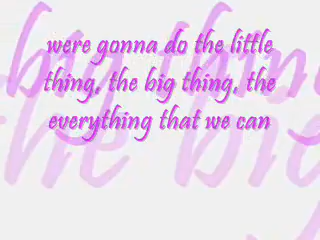 were gonna do the little
thing, the big thing, the
everything that we can